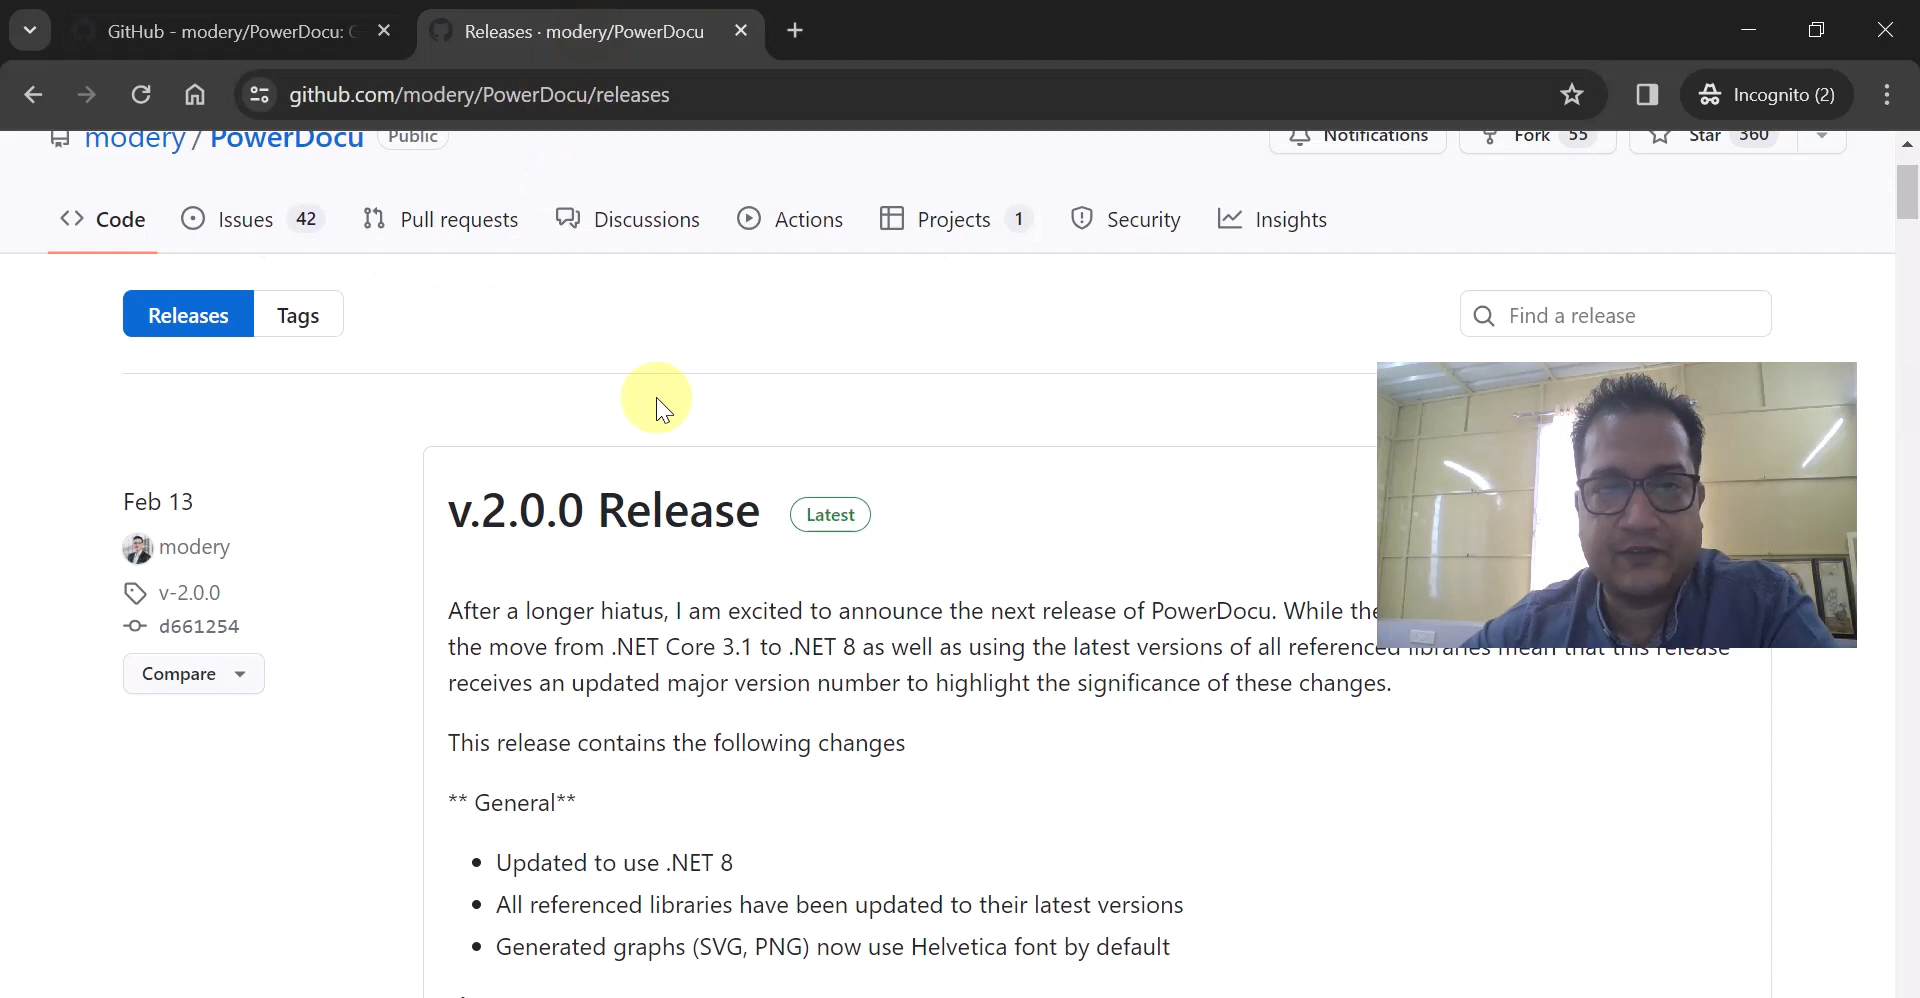 GitHub - modery/PowerDocu: G
Releases · modery/PowerDocu
github.com/modery/PowerDocu/releases
Incognito (2)
modery / PowerDocu
Public
Notifications
Fork 55
Star 360
Code
Issues 42
Pull requests
Discussions
Actions
Projects 1
Security
Insights
Releases
Tags
Find a release
Feb 13
modery
v-2.0.0
d661254
Compare
v.2.0.0 Release
Latest
After a longer hiatus, I am excited to announce the next release of PowerDocu. While the
the move from .NET Core 3.1 to .NET 8 as well as using the latest versions of all referenced libraries mean that this release
receives an updated major version number to highlight the significance of these changes.
This release contains the following changes
** General**
• Updated to use .NET 8
• All referenced libraries have been updated to their latest versions
• Generated graphs (SVG, PNG) now use Helvetica font by default